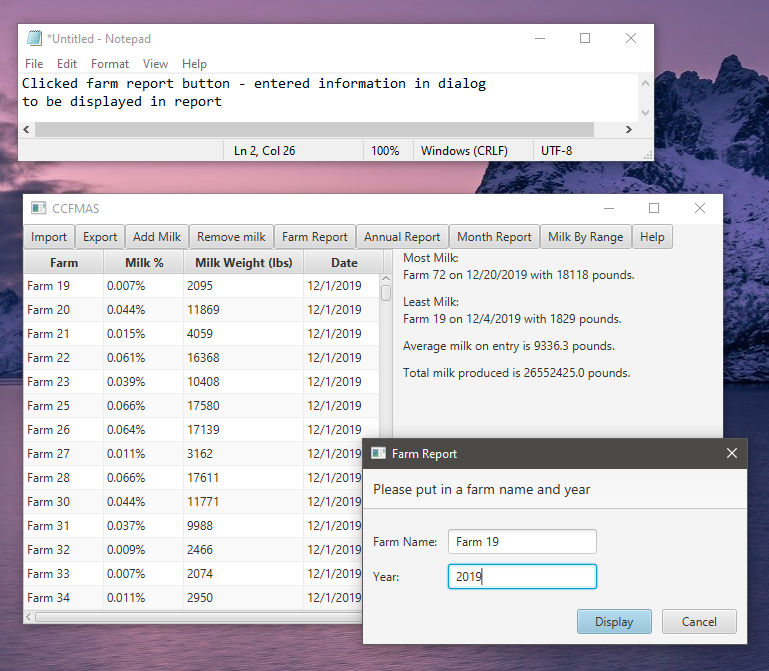 *Untitled - Notepad
File Edit Format View Help
Clicked farm report button - entered information in dialog
to be displayed in report
Ln 2, Col 26 100% Windows (CRLF) UTF-8
CCFMAS
Import Export Add Milk Remove milk Farm Report Annual Report Month Report Milk By Range Help
Farm Milk % Milk Weight (lbs) Date
Farm 19 0.007% 2095 12/1/2019
Farm 20 0.044% 11869 12/1/2019
Farm 21 0.015% 4059 12/1/2019
Farm 22 0.061% 16368 12/1/2019
Farm 23 0.039% 10408 12/1/2019
Farm 25 0.066% 17580 12/1/2019
Farm 26 0.064% 17139 12/1/2019
Farm 27 0.011% 3162 12/1/2019
Farm 28 0.066% 17611 12/1/2019
Farm 30 0.044% 11771 12/1/2019
Farm 31 0.037% 9988 12/1/2019
Farm 32 0.009% 2466 12/1/2019
Farm 33 0.007% 2074 12/1/2019
Farm 34 0.011% 2950 12/1/2019
Most Milk:
Farm 72 on 12/20/2019 with 18118 pounds.
Least Milk:
Farm 19 on 12/4/2019 with 1829 pounds.
Average milk on entry is 9336.3 pounds.
Total milk produced is 26552425.0 pounds.
Farm Report
Please put in a farm name and year
Farm Name: Farm 19
Year: 2019
Display Cancel